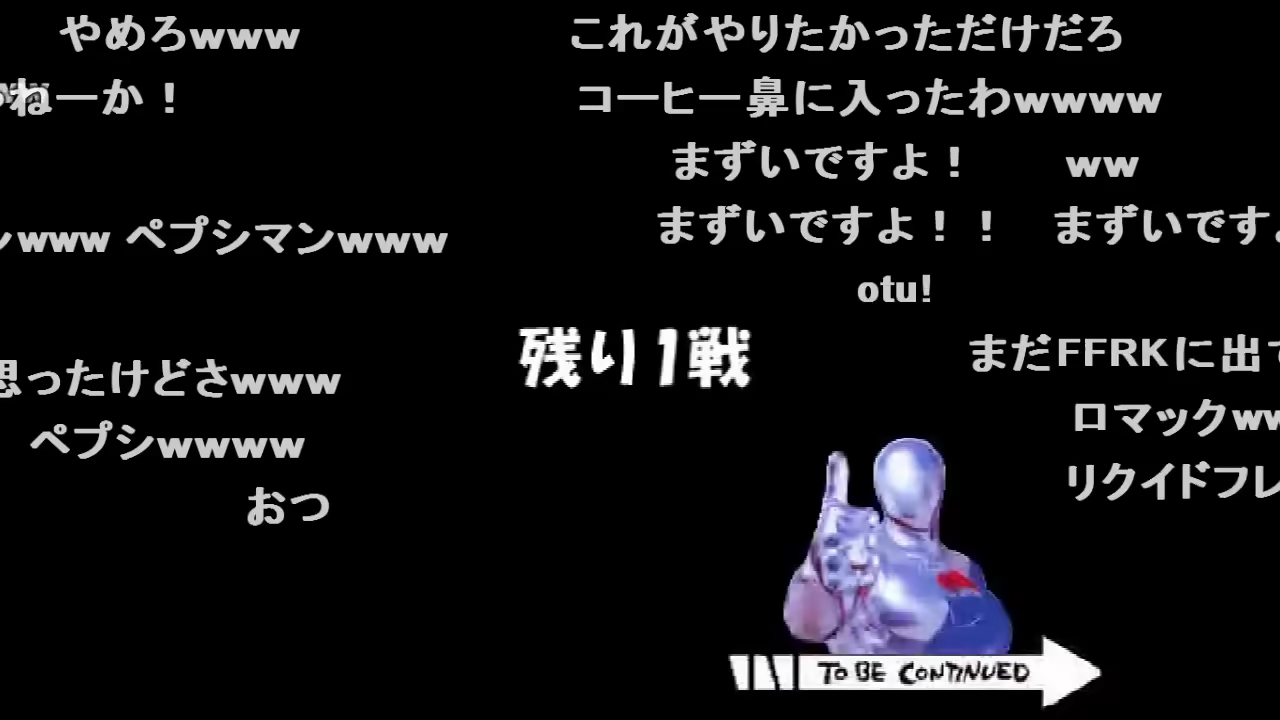 やめろwww これがやりたかっただけだろ
ねーか！ コーヒー鼻に入ったわwwww
まずいですよ！ ww
www ペプシマンwww まずいですよ！！ まずいです
otu!
残り1戦
まだFFRKに出て
思ったけどさwww
ロマックww
ペプシwwww
リクイドフレ
おつ
TO BE CONTINUED